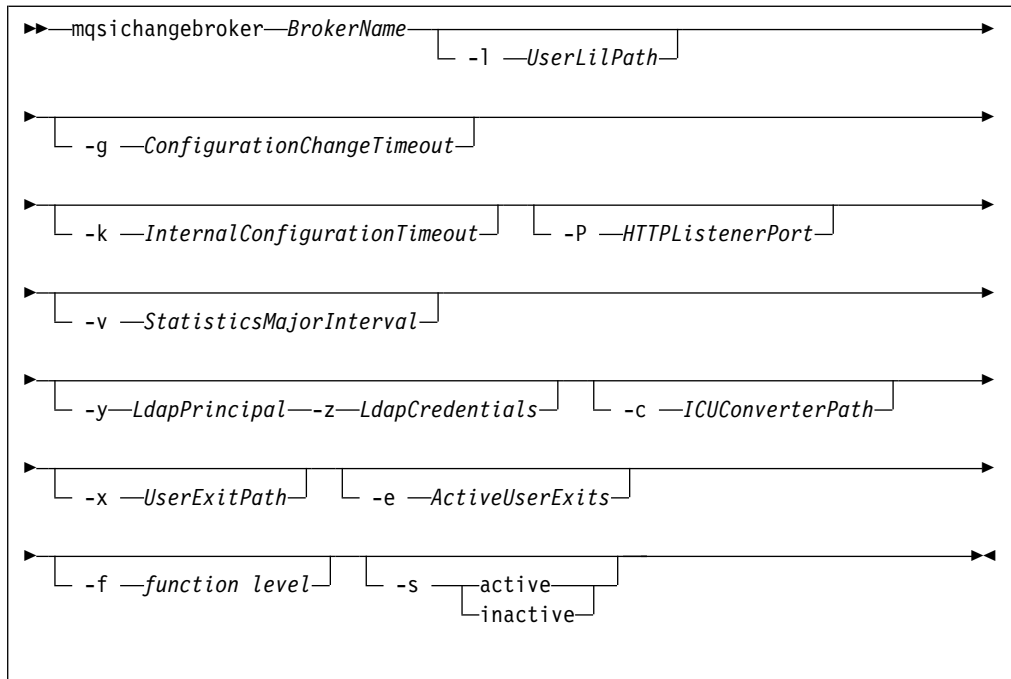 mqsichangebroker BrokerName
-l UserLilPath
-g ConfigurationChangeTimeout
-k InternalConfigurationTimeout -P HTTPListenerPort
-v StatisticsMajorInterval
-y LdapPrincipal -z LdapCredentials -c ICUConverterPath
-x UserExitPath -e ActiveUserExits
-f function level -s active
inactive